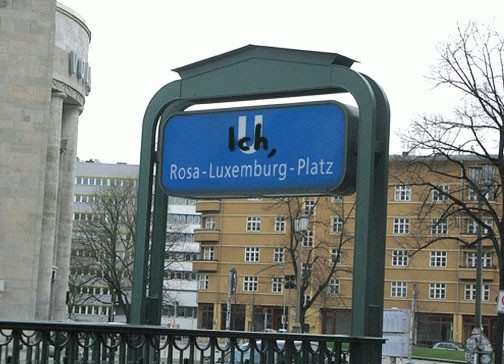 U
Ich,
Rosa-Luxemburg-Platz